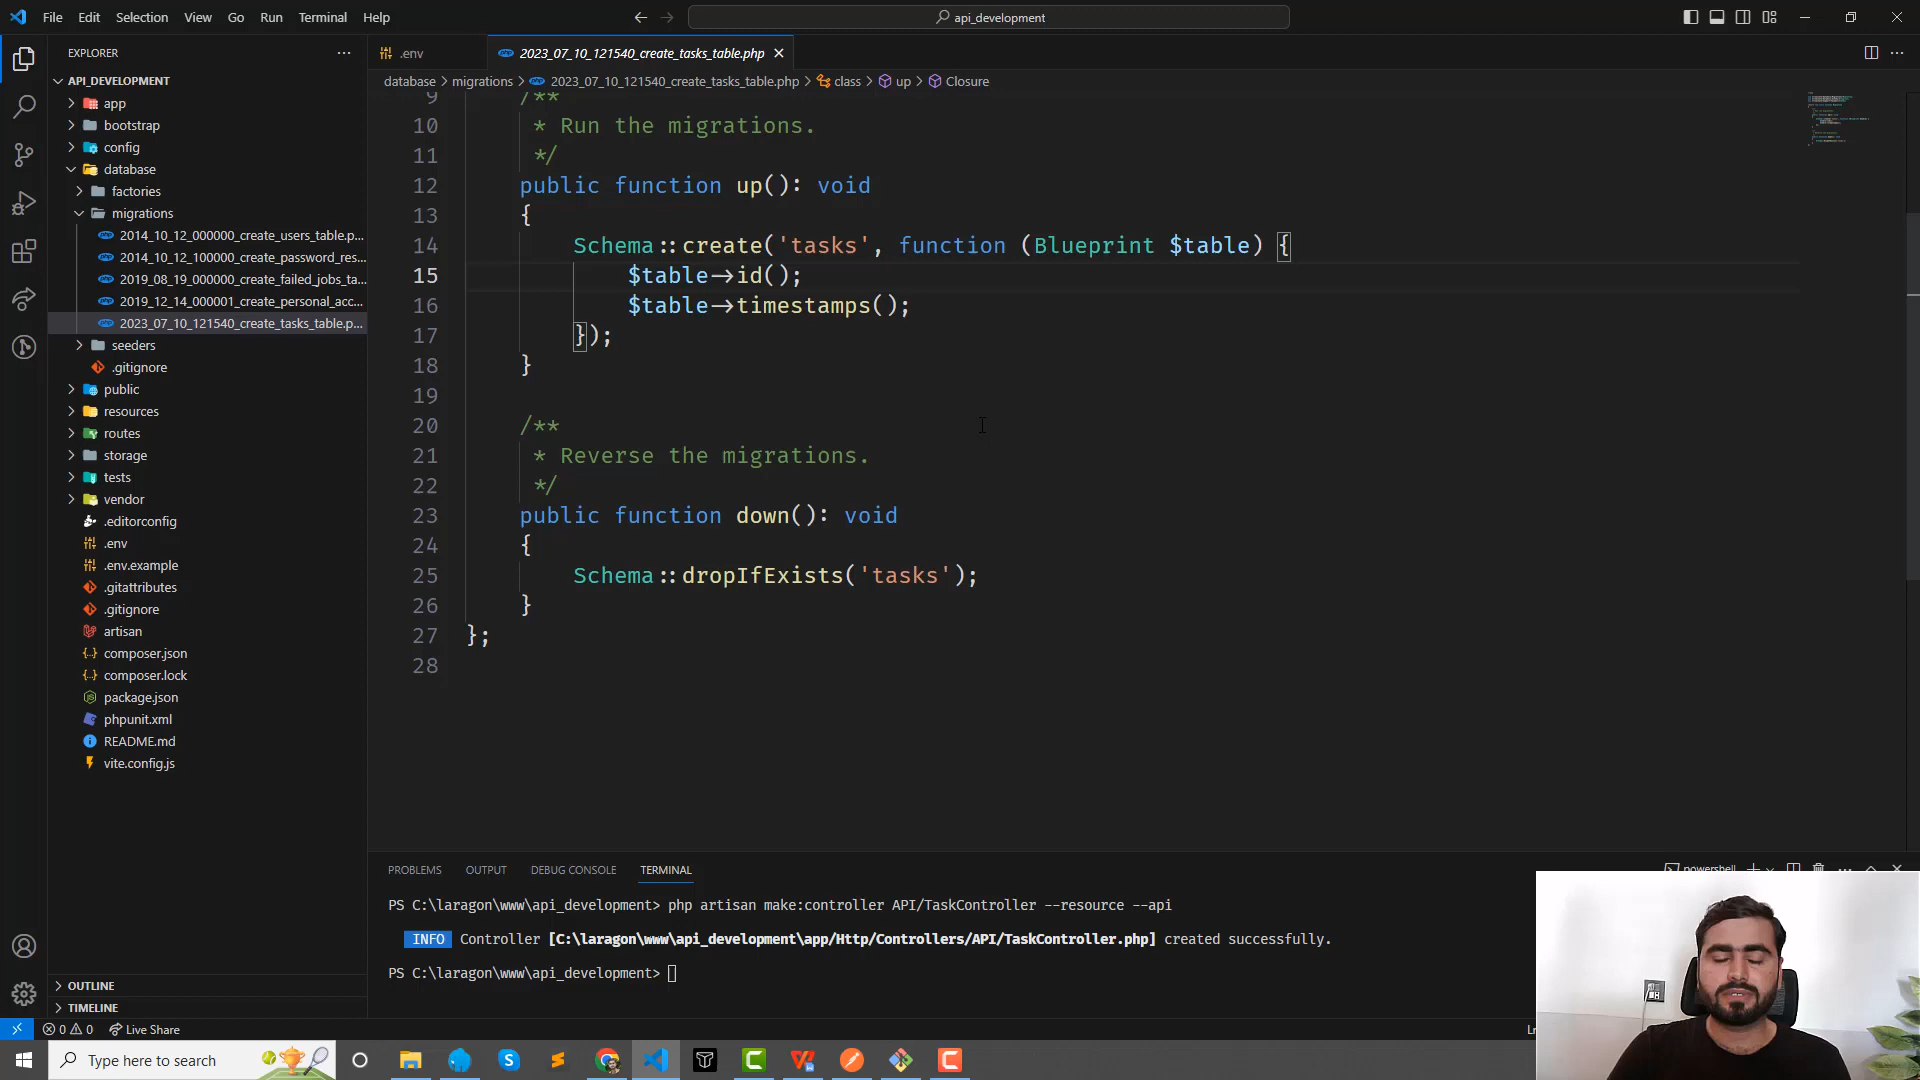 File Edit Selection View Go Run Terminal Help
api_development
EXPLORER
.env
2023_07_10_121540_create_tasks_table.php
API_DEVELOPMENT
database > migrations > 2023_07_10_121540_create_tasks_table.php > class > up > Closure
app
bootstrap
config
database
factories
migrations
2014_10_12_000000_create_users_table.p...
2014_10_12_100000_create_password_res...
2019_08_19_000000_create_failed_jobs_ta...
2019_12_14_000001_create_personal_acc...
2023_07_10_121540_create_tasks_table.p...
seeders
.gitignore
public
resources
routes
storage
tests
vendor
.editorconfig
.env
.env.example
.gitattributes
.gitignore
artisan
composer.json
composer.lock
package.json
phpunit.xml
README.md
vite.config.js
OUTLINE
TIMELINE
9 /**
10 * Run the migrations.
11 */
12 public function up(): void
13 {
14 Schema::create('tasks', function (Blueprint $table) {
15 $table->id();
16 $table->timestamps();
17 });
18 }
19
20 /**
21 * Reverse the migrations.
22 */
23 public function down(): void
24 {
25 Schema::dropIfExists('tasks');
26 }
27 };
28
PROBLEMS OUTPUT DEBUG CONSOLE TERMINAL
powershell
PS C:\laragon\www\api_development> php artisan make:controller API/TaskController --resource --api
INFO Controller [C:\laragon\www\api_development\app/Http/Controllers/API/TaskController.php] created successfully.
PS C:\laragon\www\api_development>
0 0 Live Share
Ln
Type here to search